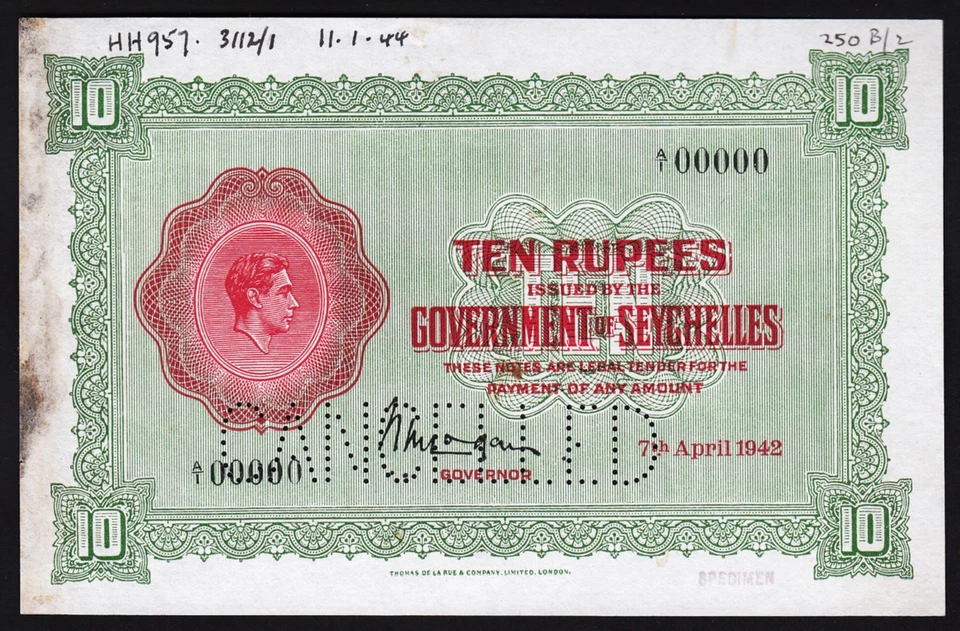 HH957. 3112/1 11.1.44
250 B/2
10 10
A/1 00000
TEN RUPEES
TEN
ISSUED BY THE
GOVERNMENT OF SEYCHELLES
THESE NOTES ARE LEGAL TENDER FOR THE
PAYMENT OF ANY AMOUNT
CANCELLED
7th April 1942
A/1 00000
GOVERNOR
10 10
THOMAS DE LA RUE & COMPANY, LIMITED, LONDON.
SPECIMEN